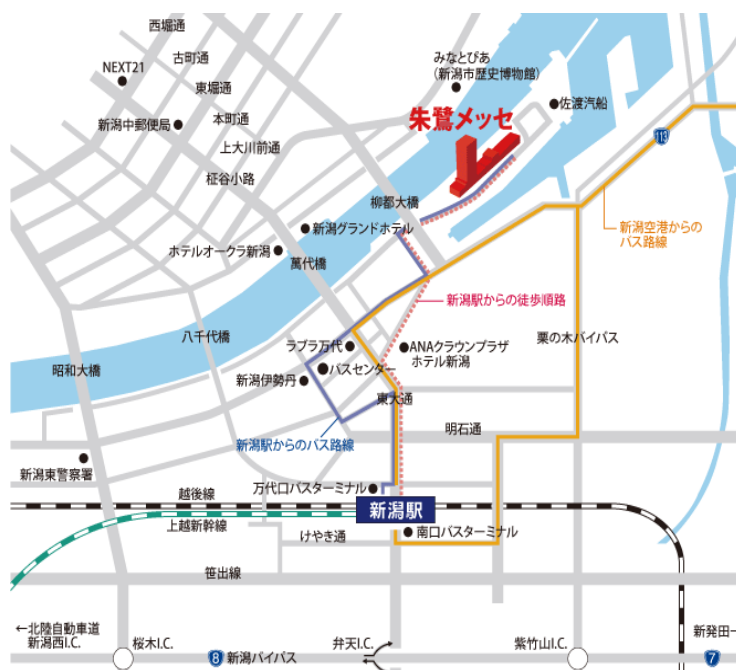 西堀通
古町通
NEXT21
東堀通
みなとぴあ
(新潟市歴史博物館)
佐渡汽船
新潟中郵便局
本町通
朱鷺メッセ
113
上大川前通
柾谷小路
柳都大橋
新潟グランドホテル
新潟空港からの
バス路線
ホテルオークラ新潟
萬代橋
新潟駅からの徒歩順路
八千代橋
栗の木バイパス
ラブラ万代
ANAクラウンプラザ
ホテル新潟
昭和大橋
バスセンター
新潟伊勢丹
東大通
明石通
新潟駅からのバス路線
新潟東警察署
万代口バスターミナル
越後線
新潟駅
上越新幹線
けやき通
南口バスターミナル
笹出線
←北陸自動車道
新潟西I.C.
桜木I.C.
8
新潟バイパス
弁天I.C.
紫竹山I.C.
新発田→
7